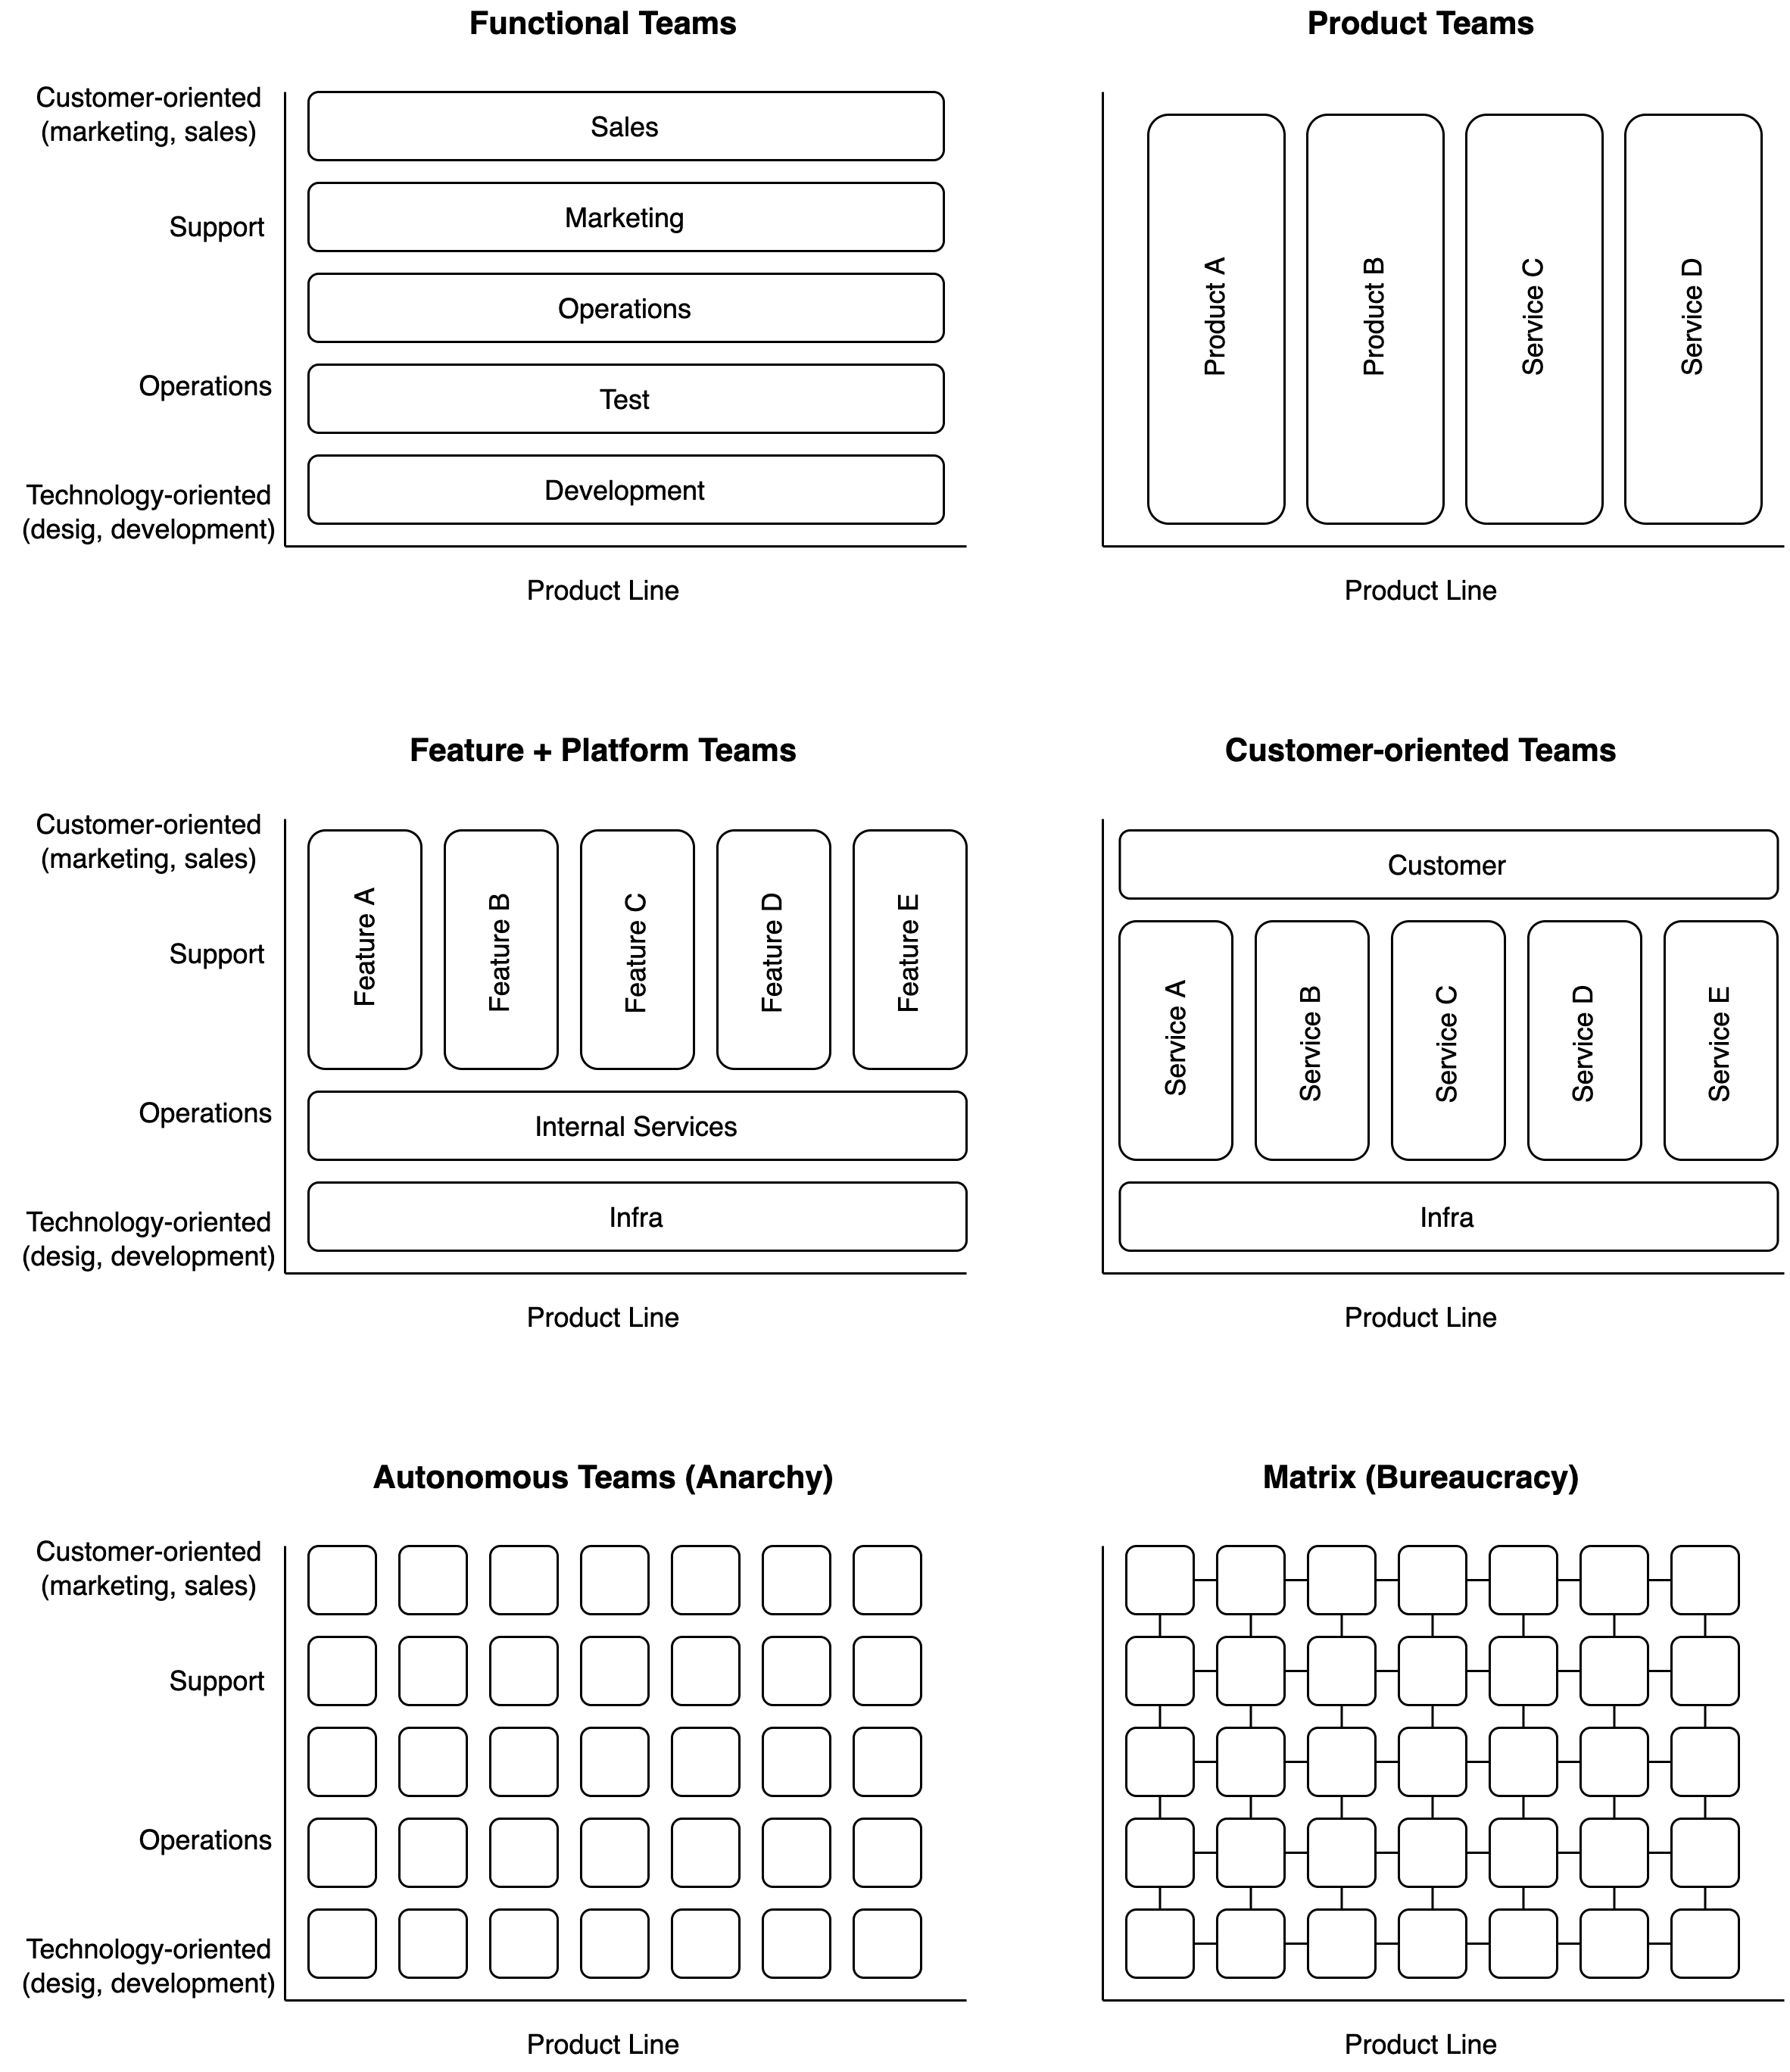 Functional Teams
Customer-oriented
(marketing, sales)
Support
Operations
Technology-oriented
(desig, development)
Sales
Marketing
Operations
Test
Development
Product Line
Product Teams
Product A
Product B
Service C
Service D
Product Line
Feature + Platform Teams
Customer-oriented
(marketing, sales)
Support
Operations
Technology-oriented
(desig, development)
Feature A
Feature B
Feature C
Feature D
Feature E
Internal Services
Infra
Product Line
Customer-oriented Teams
Customer
Service A
Service B
Service C
Service D
Service E
Infra
Product Line
Autonomous Teams (Anarchy)
Customer-oriented
(marketing, sales)
Support
Operations
Technology-oriented
(desig, development)
Product Line
Matrix (Bureaucracy)
Product Line